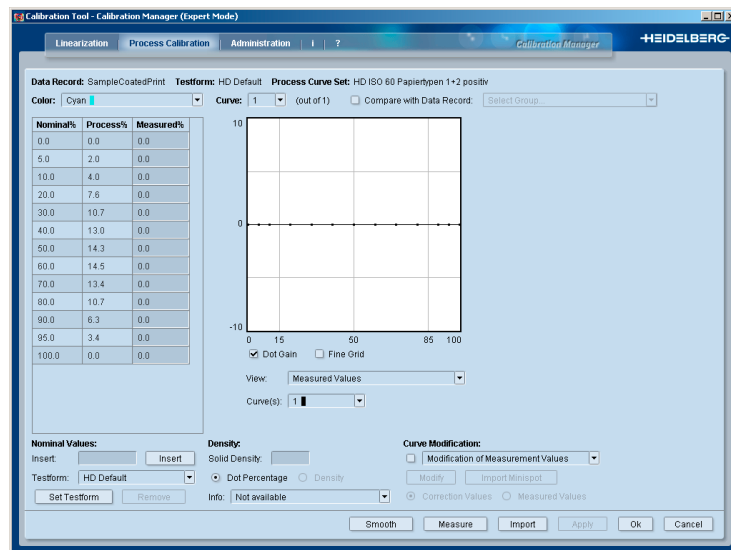 Calibration Tool - Calibration Manager (Expert Mode)
Linearization Process Calibration Administration i ?
Calibration Manager
HEIDELBERG
Data Record: SampleCoatedPrint Testform: HD Default Process Curve Set: HD ISO 60 Papiertypen 1+2 positiv
Color: Cyan Curve: 1 (out of 1) Compare with Data Record: Select Group...
Nominal% Process% Measured%
0.0 0.0 0.0
5.0 2.0 0.0
10.0 4.0 0.0
20.0 7.6 0.0
30.0 10.7 0.0
40.0 13.0 0.0
50.0 14.3 0.0
60.0 14.5 0.0
70.0 13.4 0.0
80.0 10.7 0.0
90.0 6.3 0.0
95.0 3.4 0.0
100.0 0.0 0.0
10
0
-10
0 15 50 85 100
Dot Gain Fine Grid
View: Measured Values
Curve(s): 1
Nominal Values: Density: Curve Modification:
Insert: Insert Solid Density: Modification of Measurement Values
Testform: HD Default Dot Percentage Density Modify Import Minispot
Set Testform Remove Info: Not available Correction Values Measured Values
Smooth Measure Import Apply Ok Cancel